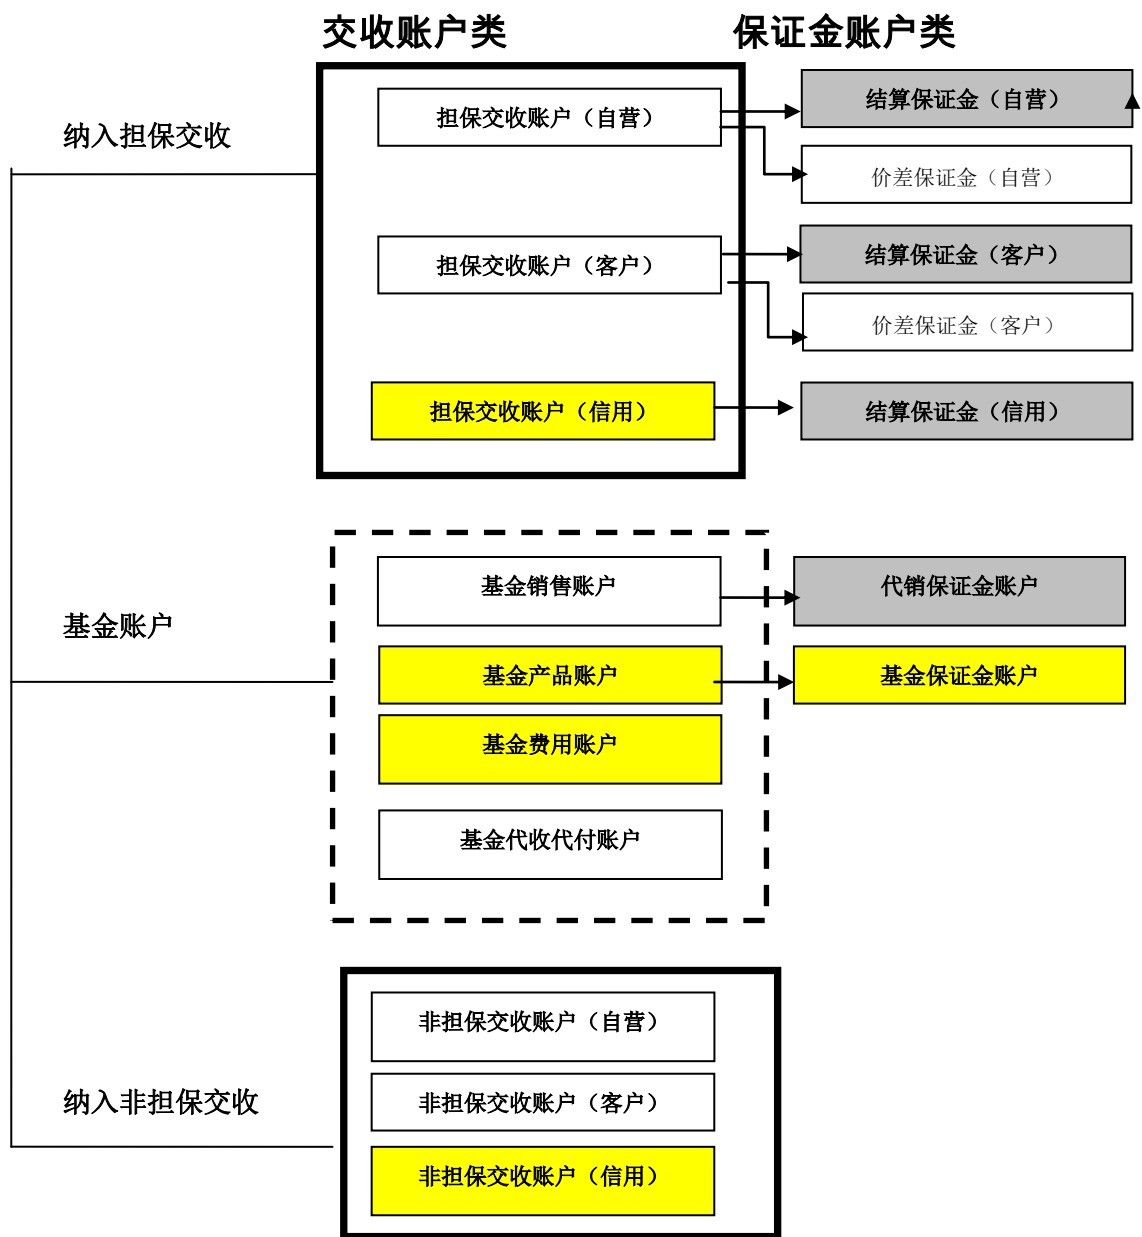 交收账户类
保证金账户类
纳入担保交收
担保交收账户（自营）
结算保证金（自营）
价差保证金（自营）
担保交收账户（客户）
结算保证金（客户）
价差保证金（客户）
担保交收账户（信用）
结算保证金（信用）
基金账户
基金销售账户
代销保证金账户
基金产品账户
基金保证金账户
基金费用账户
基金代收代付账户
纳入非担保交收
非担保交收账户（自营）
非担保交收账户（客户）
非担保交收账户（信用）